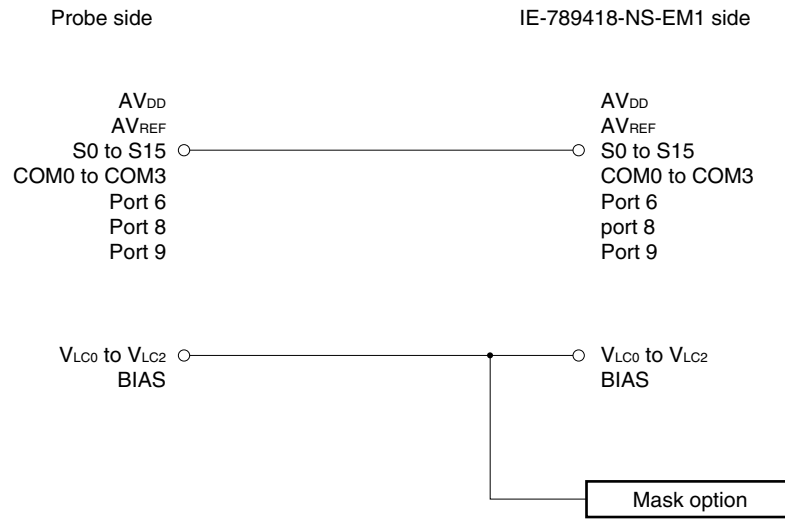 Probe side
IE-789418-NS-EM1 side
AVDD
AVREF
S0 to S15
COM0 to COM3
Port 6
Port 8
Port 9
AVDD
AVREF
S0 to S15
COM0 to COM3
Port 6
port 8
Port 9
VLC0 to VLC2
BIAS
VLC0 to VLC2
BIAS
Mask option